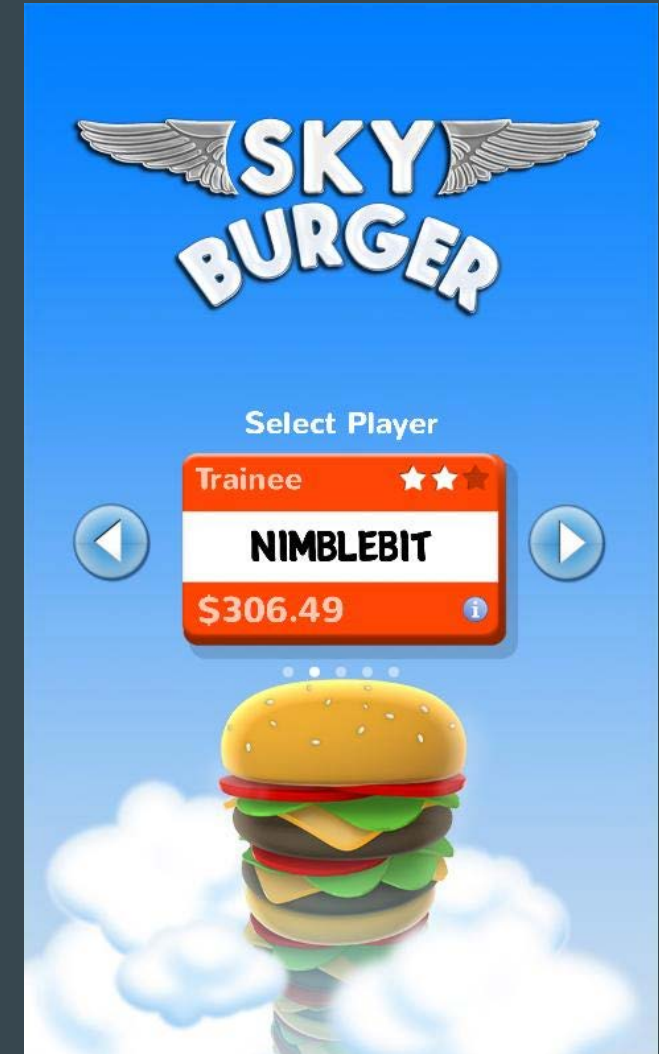 SKY
BURGER
Select Player
Trainee
NIMBLEBIT
$306.49
i